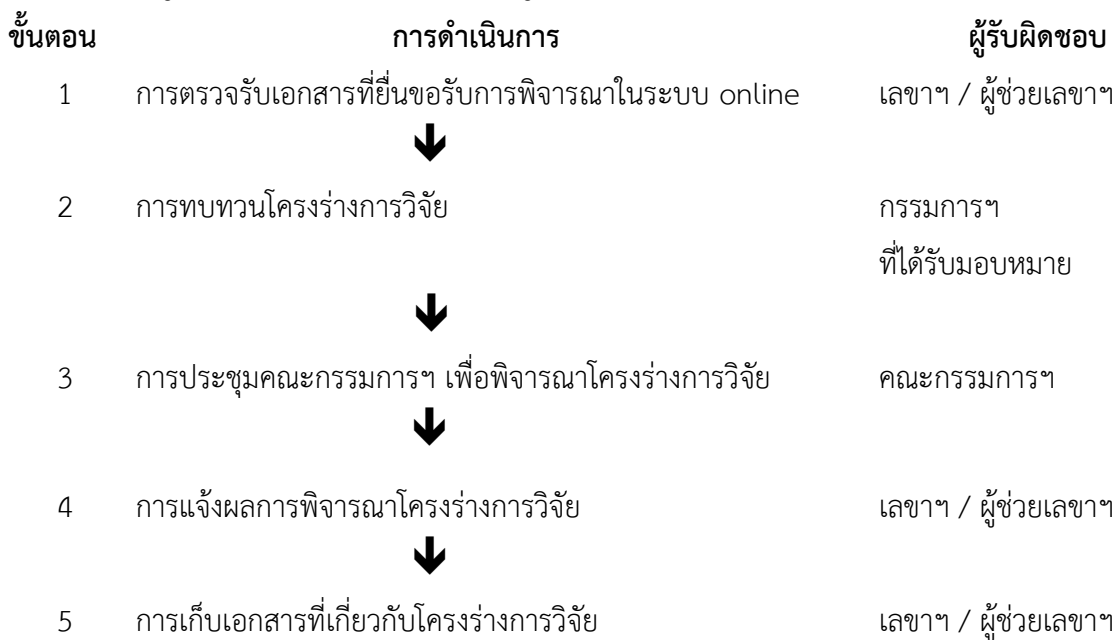 ขั้นตอน การดำเนินการ ผู้รับผิดชอบ
1 การตรวจรับเอกสารที่ยื่นขอรับการพิจารณาในระบบ online เลขาฯ / ผู้ช่วยเลขาฯ
2 การทบทวนโครงร่างการวิจัย กรรมการฯ
ที่ได้รับมอบหมาย
3 การประชุมคณะกรรมการฯ เพื่อพิจารณาโครงร่างการวิจัย คณะกรรมการฯ
4 การแจ้งผลการพิจารณาโครงร่างการวิจัย เลขาฯ / ผู้ช่วยเลขาฯ
5 การเก็บเอกสารที่เกี่ยวกับโครงร่างการวิจัย เลขาฯ / ผู้ช่วยเลขาฯ